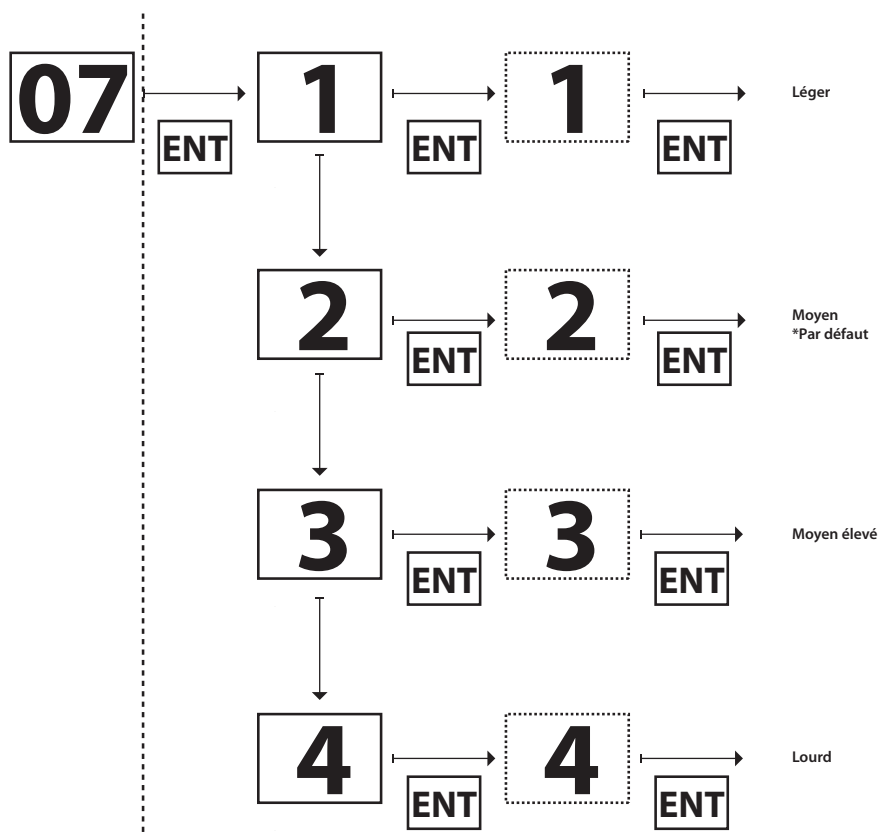 07
ENT
1
ENT
1
ENT
Léger
2
ENT
2
ENT
Moyen
*Par défaut
3
ENT
3
ENT
Moyen élevé
4
ENT
4
ENT
Lourd